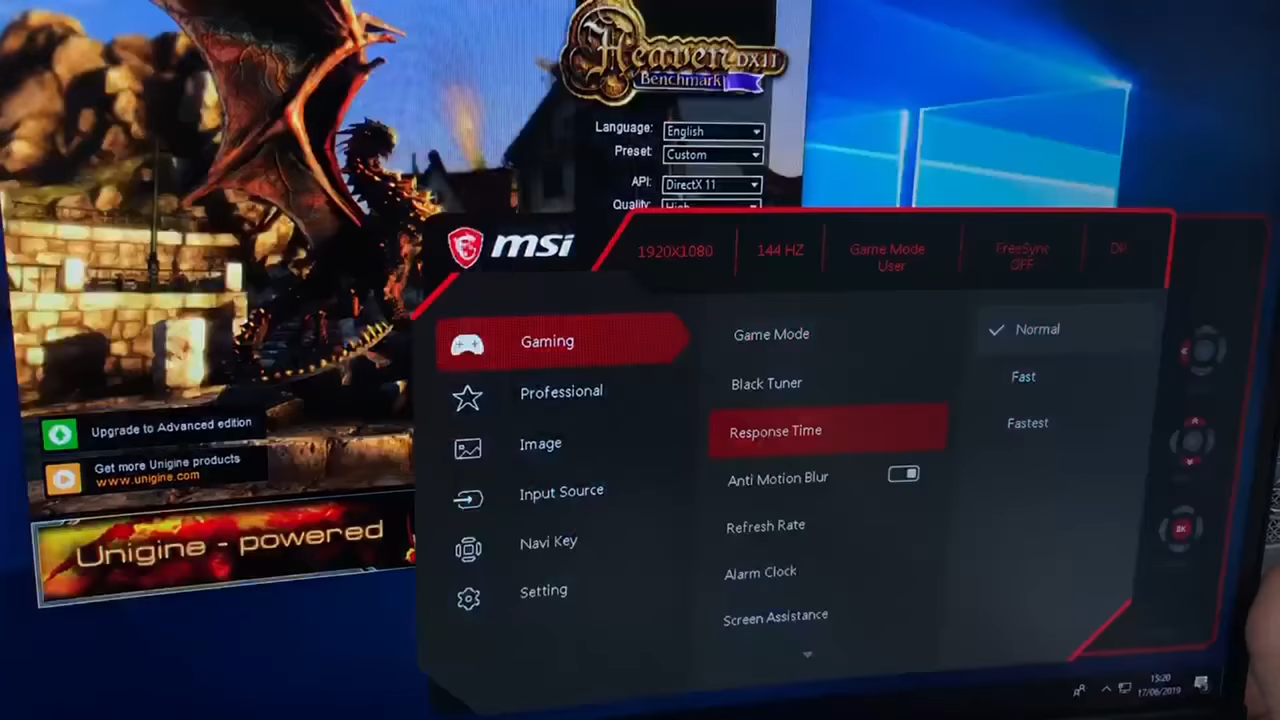 Heaven DX11
Benchmark
Language: English
Preset: Custom
API: DirectX 11
Quality: High
msi
1920X1080
144 HZ
Game Mode
User
FreeSync
OFF
DP
Gaming
Professional
Image
Input Source
Navi Key
Setting
Game Mode
Black Tuner
Response Time
Anti Motion Blur
Refresh Rate
Alarm Clock
Screen Assistance
Normal
Fast
Fastest
Upgrade to Advanced edition
Get more Unigine products
www.unigine.com
Unigine - powered
15:20
17/06/2019